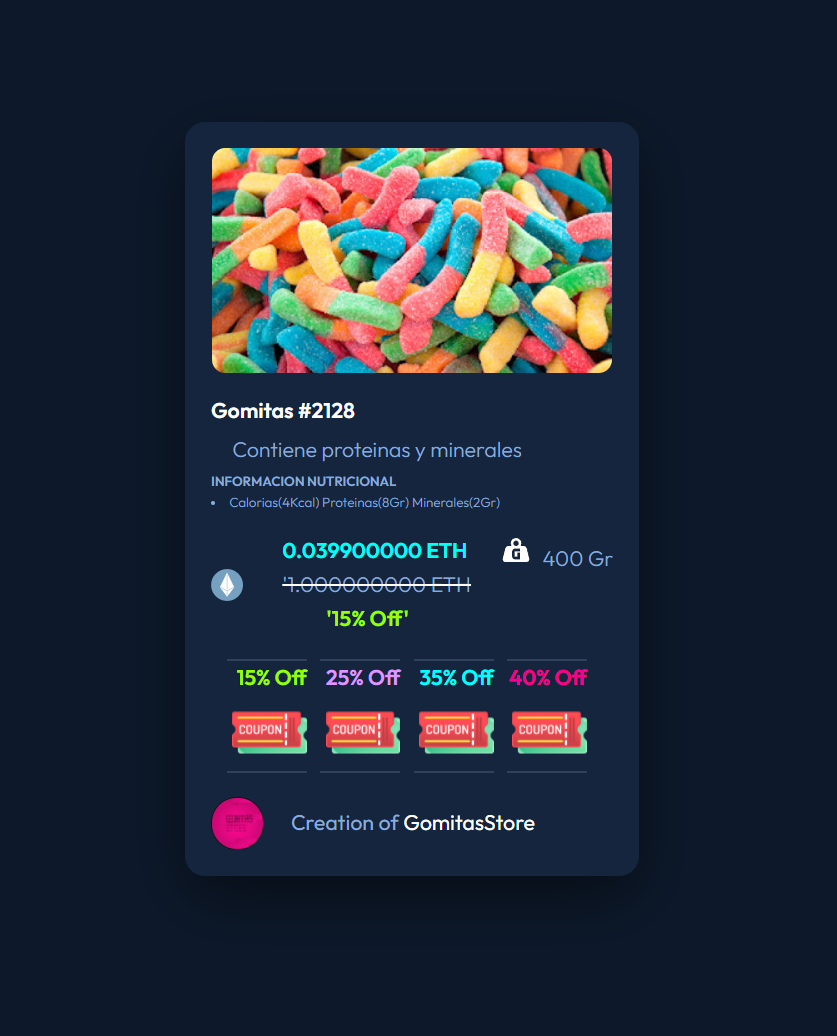 Gomitas #2128
Contiene proteinas y minerales
INFORMACION NUTRICIONAL
• Calorias(4Kcal) Proteinas(8Gr) Minerales(2Gr)
0.039900000 ETH
G 400 Gr
'1.000000000 ETH
'15% Off'
15% Off 25% Off 35% Off 40% Off
COUPON COUPON COUPON COUPON
Creation of GomitasStore